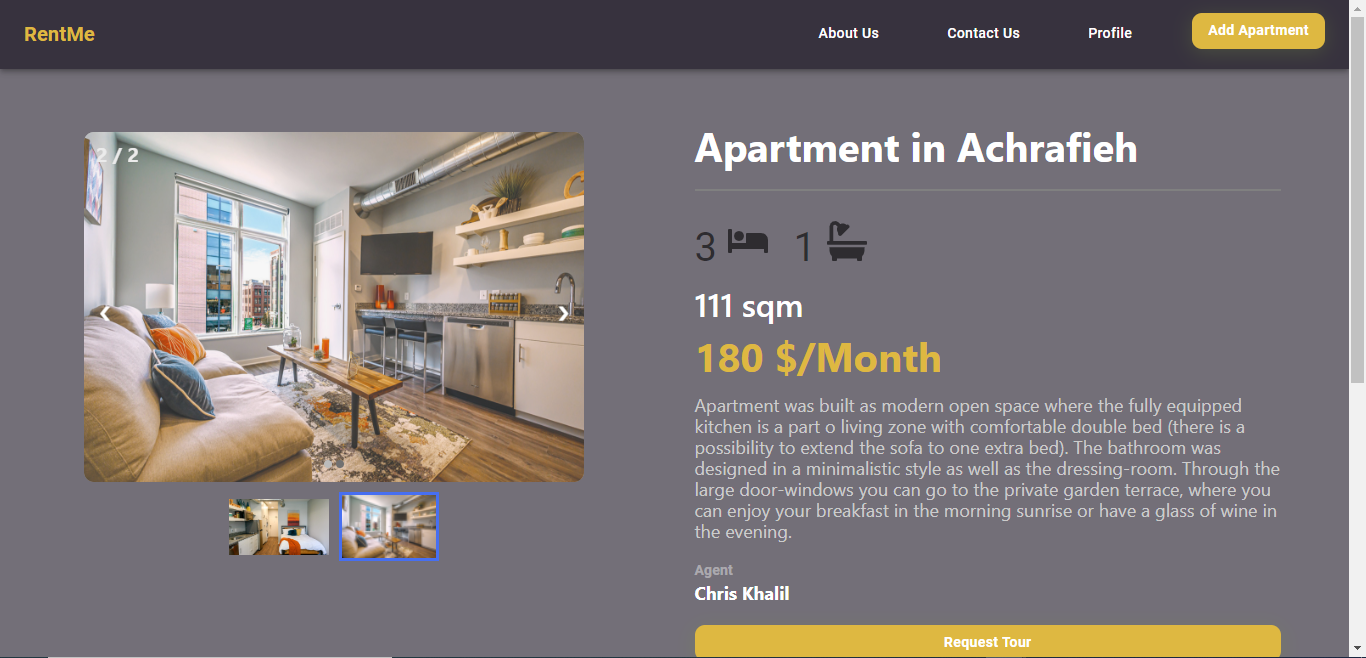 RentMe
About Us
Contact Us
Profile
Add Apartment
2 / 2
Apartment in Achrafieh
3
1
111 sqm
180 $/Month
Apartment was built as modern open space where the fully equipped
kitchen is a part o living zone with comfortable double bed (there is a
possibility to extend the sofa to one extra bed). The bathroom was
designed in a minimalistic style as well as the dressing-room. Through the
large door-windows you can go to the private garden terrace, where you
can enjoy your breakfast in the morning sunrise or have a glass of wine in
the evening.
Agent
Chris Khalil
Request Tour